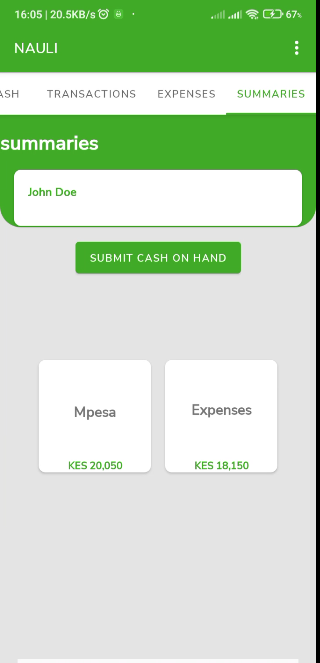 16:05 | 20.5KB/s
67%
NAULI
ASH TRANSACTIONS EXPENSES SUMMARIES
summaries
John Doe
SUBMIT CASH ON HAND
Mpesa Expenses
KES 20,050 KES 18,150